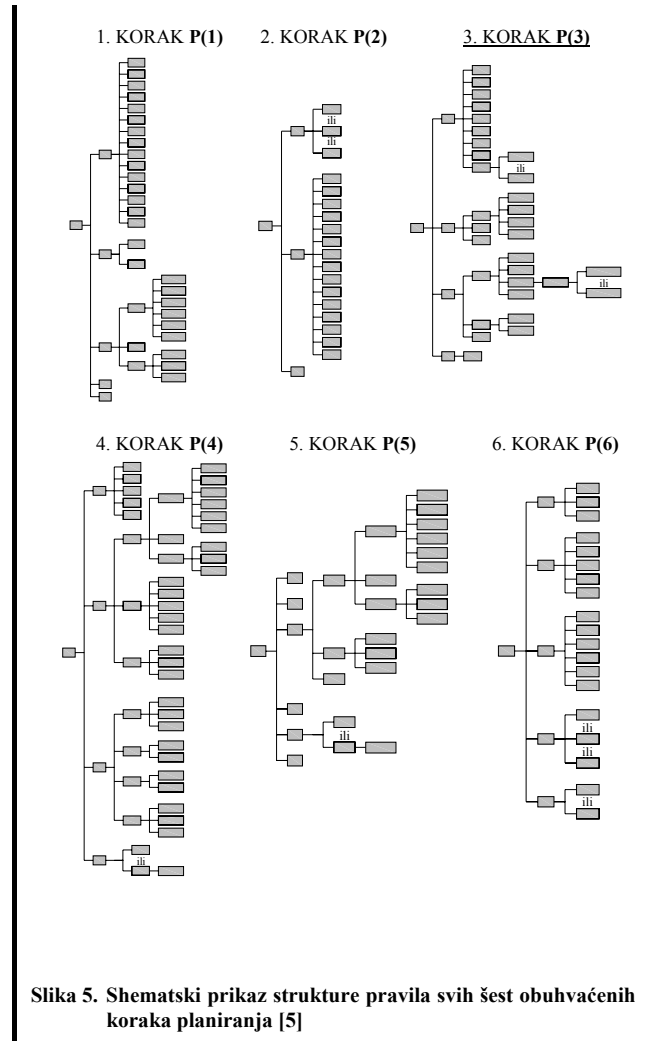 1. KORAK P(1) 2. KORAK P(2) 3. KORAK P(3)
ili
ili
ili
ili
4. KORAK P(4) 5. KORAK P(5) 6. KORAK P(6)
ili
ili
ili
ili
ili
Slika 5. Shematski prikaz strukture pravila svih šest obuhvaćenih
koraka planiranja [5]